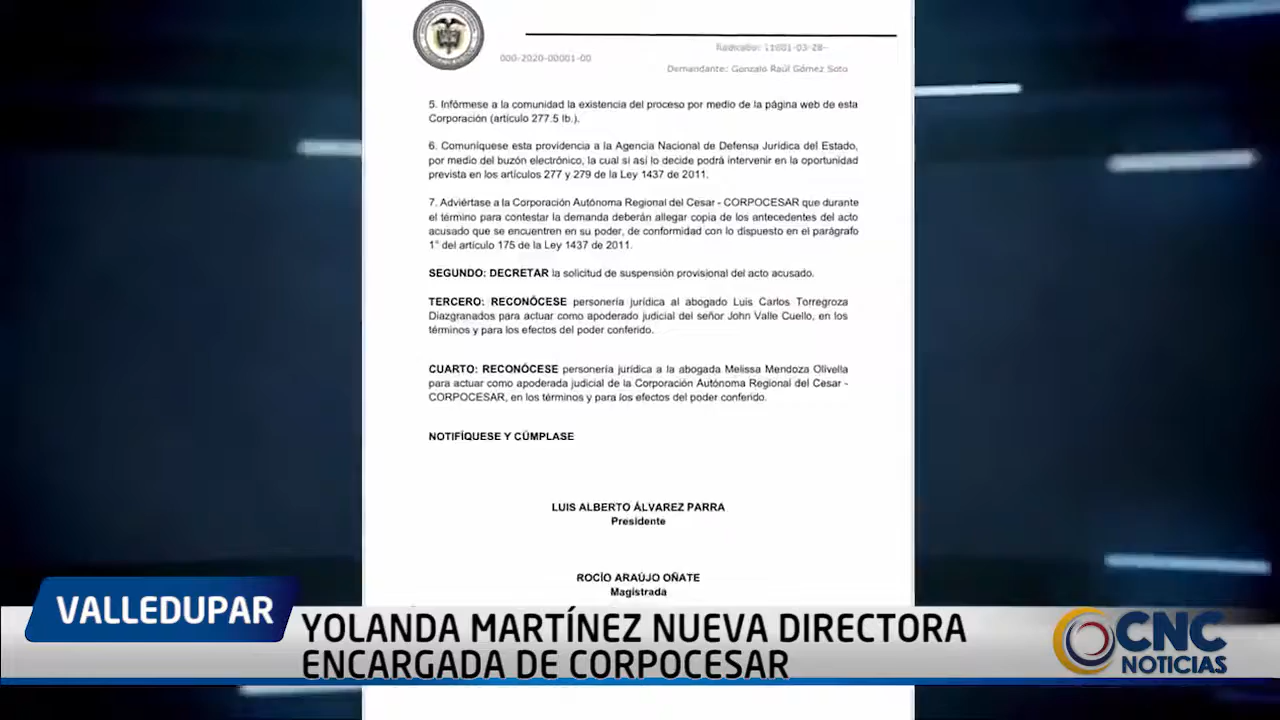 Radicado: 11001-03-28-
000-2020-00001-00
Demandante: Gonzalo Raúl Gómez Soto
5. Infórmese a la comunidad la existencia del proceso por medio de la página web de esta
Corporación (artículo 277.5 Ib.).
6. Comuníquese esta providencia a la Agencia Nacional de Defensa Jurídica del Estado,
por medio del buzón electrónico, la cual si así lo decide podrá intervenir en la oportunidad
prevista en los artículos 277 y 279 de la Ley 1437 de 2011.
7. Adviértase a la Corporación Autónoma Regional del Cesar - CORPOCESAR que durante
el término para contestar la demanda deberán allegar copia de los antecedentes del acto
acusado que se encuentren en su poder, de conformidad con lo dispuesto en el parágrafo
1° del artículo 175 de la Ley 1437 de 2011.
SEGUNDO: DECRETAR la solicitud de suspensión provisional del acto acusado.
TERCERO: RECONÓCESE personería jurídica al abogado Luis Carlos Torregroza
Diazgranados para actuar como apoderado judicial del señor John Valle Cuello, en los
términos y para los efectos del poder conferido.
CUARTO: RECONÓCESE personería jurídica a la abogada Melissa Mendoza Olivella
para actuar como apoderada judicial de la Corporación Autónoma Regional del Cesar -
CORPOCESAR, en los términos y para los efectos del poder conferido.
NOTIFÍQUESE Y CÚMPLASE
LUIS ALBERTO ÁLVAREZ PARRA
Presidente
ROCÍO ARAÚJO OÑATE
Magistrada
VALLEDUPAR
YOLANDA MARTÍNEZ NUEVA DIRECTORA
ENCARGADA DE CORPOCESAR
CNC
NOTICIAS